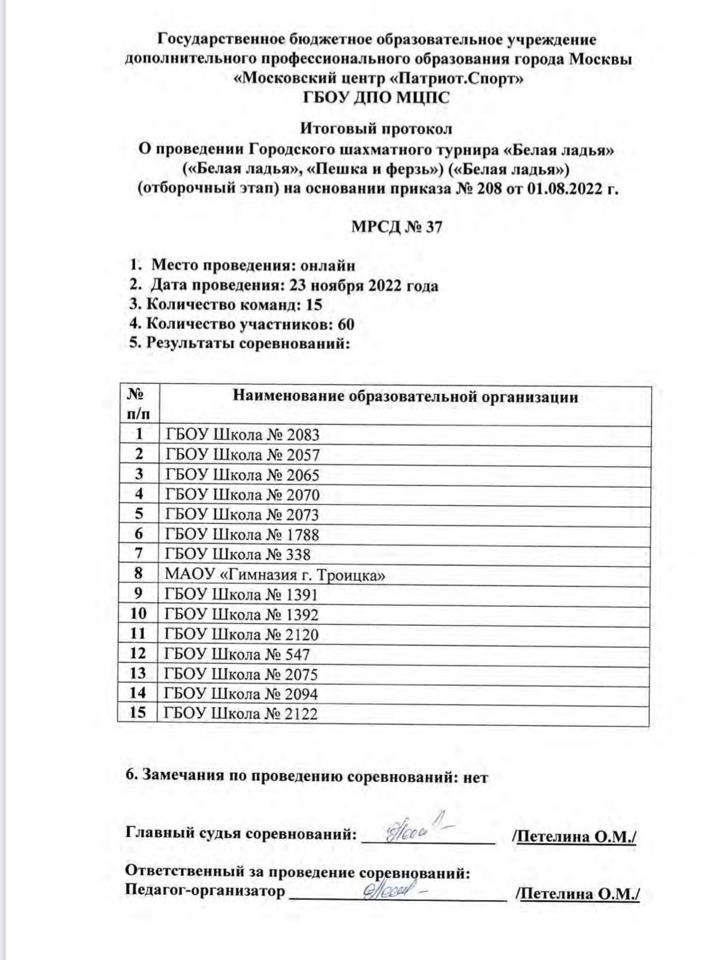 Государственное бюджетное образовательное учреждение
дополнительного профессионального образования города Москвы
«Московский центр «Патриот.Спорт»
ГБОУ ДПО МЦПС
Итоговый протокол
О проведении Городского шахматного турнира «Белая ладья»
(«Белая ладья», «Пешка и ферзь») («Белая ладья»)
(отборочный этап) на основании приказа № 208 от 01.08.2022 г.
МРСД № 37
1. Место проведения: онлайн
2. Дата проведения: 23 ноября 2022 года
3. Количество команд: 15
4. Количество участников: 60
5. Результаты соревнований:
№ п/п Наименование образовательной организации
1 ГБОУ Школа № 2083
2 ГБОУ Школа № 2057
3 ГБОУ Школа № 2065
4 ГБОУ Школа № 2070
5 ГБОУ Школа № 2073
6 ГБОУ Школа № 1788
7 ГБОУ Школа № 338
8 МАОУ «Гимназия г. Троицка»
9 ГБОУ Школа № 1391
10 ГБОУ Школа № 1392
11 ГБОУ Школа № 2120
12 ГБОУ Школа № 547
13 ГБОУ Школа № 2075
14 ГБОУ Школа № 2094
15 ГБОУ Школа № 2122
6. Замечания по проведению соревнований: нет
Главный судья соревнований: /Петелина О.М./
Ответственный за проведение соревнований:
Педагог-организатор /Петелина О.М./